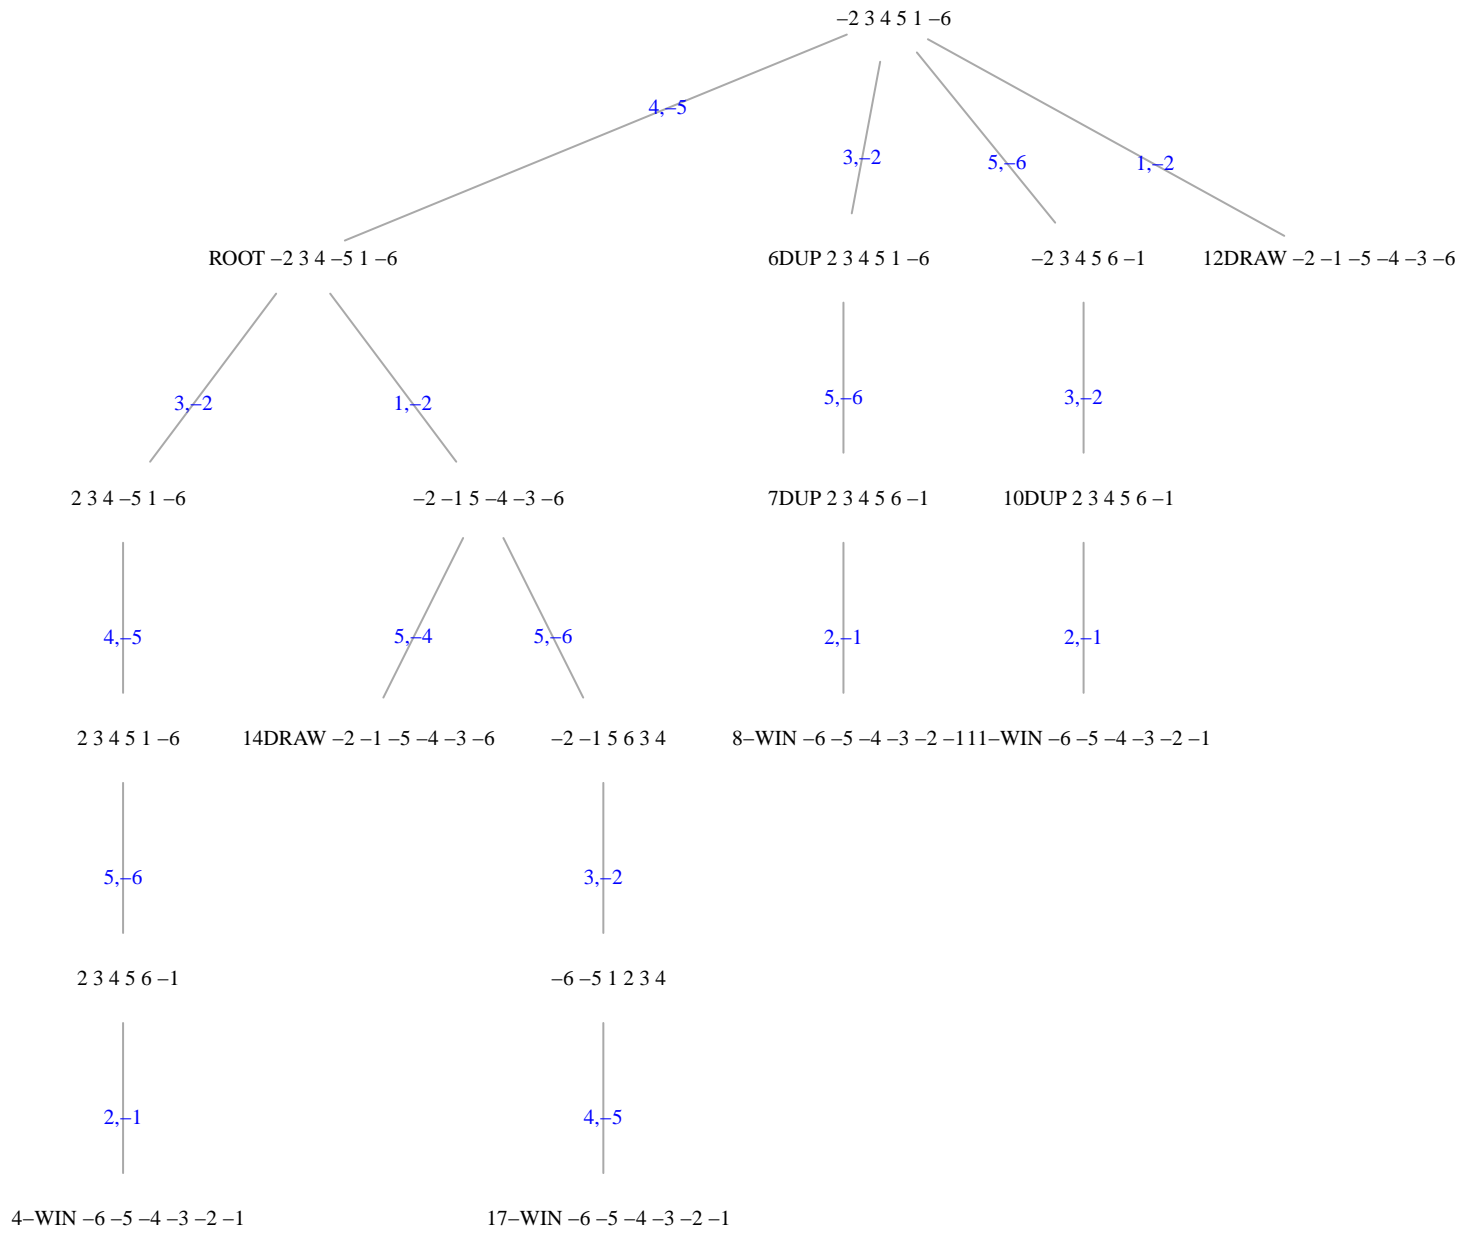 –2 3 4 5 1 –6
4,–5
3,–2
5,–6
1,–2
ROOT –2 3 4 –5 1 –6
6DUP 2 3 4 5 1 –6
–2 3 4 5 6 –1
12DRAW –2 –1 –5 –4 –3 –6
3,–2
1,–2
5,–6
3,–2
2 3 4 –5 1 –6
–2 –1 5 –4 –3 –6
7DUP 2 3 4 5 6 –1
10DUP 2 3 4 5 6 –1
4,–5
5,–4
5,–6
2,–1
2,–1
2 3 4 5 1 –6
14DRAW –2 –1 –5 –4 –3 –6
–2 –1 5 6 3 4
8–WIN –6 –5 –4 –3 –2 –1
11–WIN –6 –5 –4 –3 –2 –1
5,–6
3,–2
2 3 4 5 6 –1
–6 –5 1 2 3 4
2,–1
4,–5
4–WIN –6 –5 –4 –3 –2 –1
17–WIN –6 –5 –4 –3 –2 –1